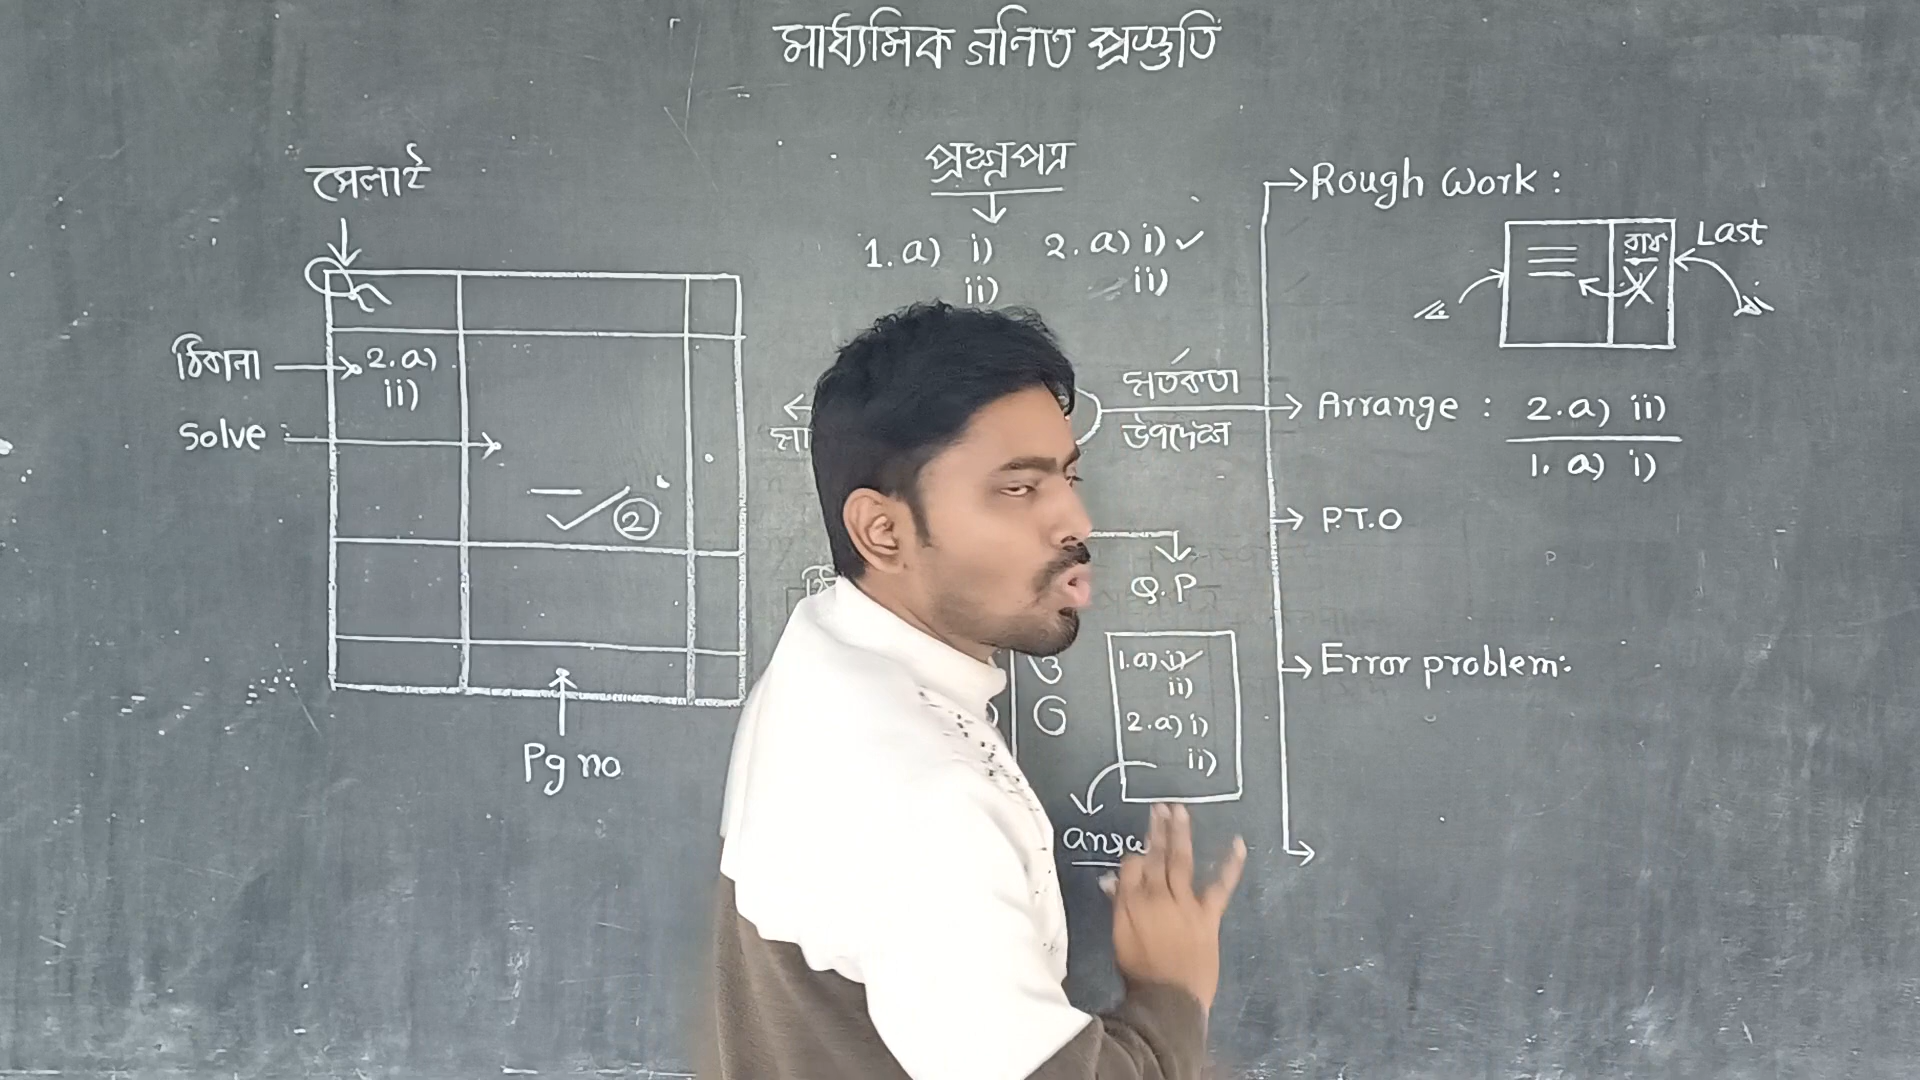 মাধ্যমিক গনিত প্রস্তুতি
সেলাই
ঠিকানা
2.a)
ii)
Solve :
2
Pg no
প্রশ্নপত্র
1. a) i) 2. a) i) ✓
ii) ii)
সতর্কতা
উপদেশ
Q.P
1.a) i)
ii)
2.a) i)
ii)
Rough Work :
রাফ
Last
Arrange : 2.a) ii)
1. a) i)
P.T.O
Error problem: